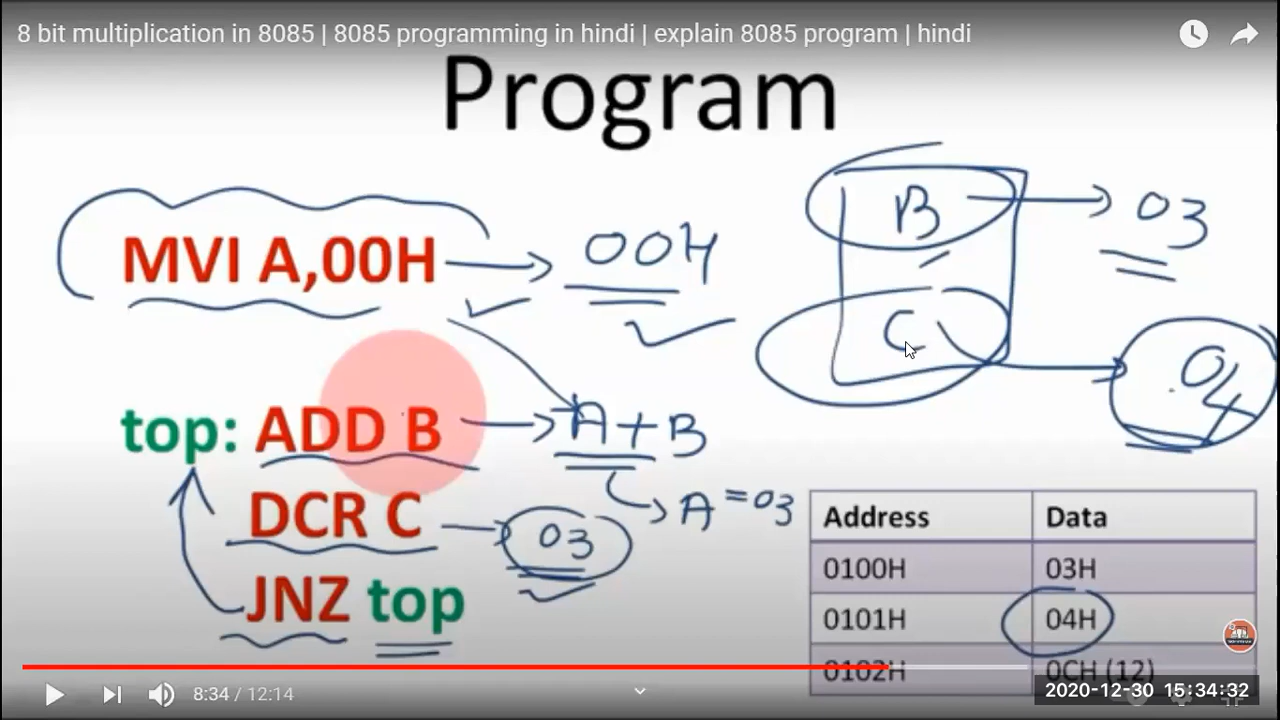 8 bit multiplication in 8085 | 8085 programming in hindi | explain 8085 program | hindi
Program
MVI A,00H
00H
B
03
C
04
top: ADD B
A+B
A=03
DCR C
03
JNZ top
Address Data
0100H 03H
0101H 04H
0102H 0CH (12)
8:34 / 12:14
2020-12-30 15:34:32